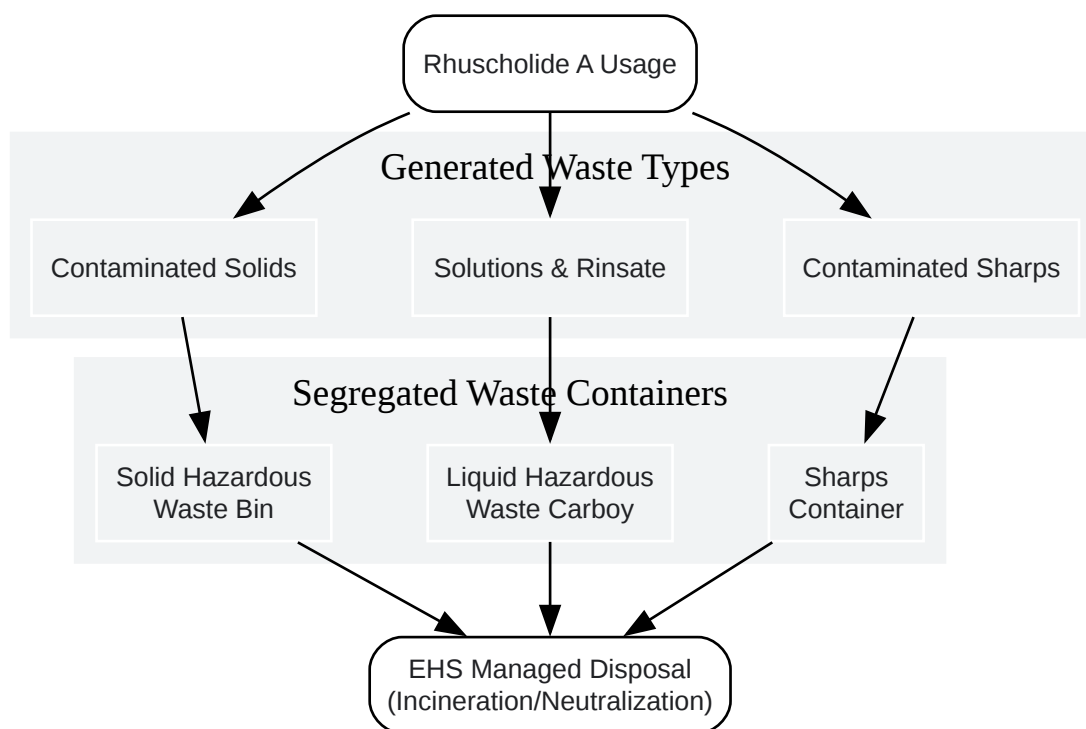 Rhuscholide A Usage
Generated Waste Types
Contaminated Solids
Solutions & Rinsate
Contaminated Sharps
Segregated Waste Containers
Solid Hazardous
Waste Bin
Liquid Hazardous
Waste Carboy
Sharps
Container
EHS Managed Disposal
(Incineration/Neutralization)